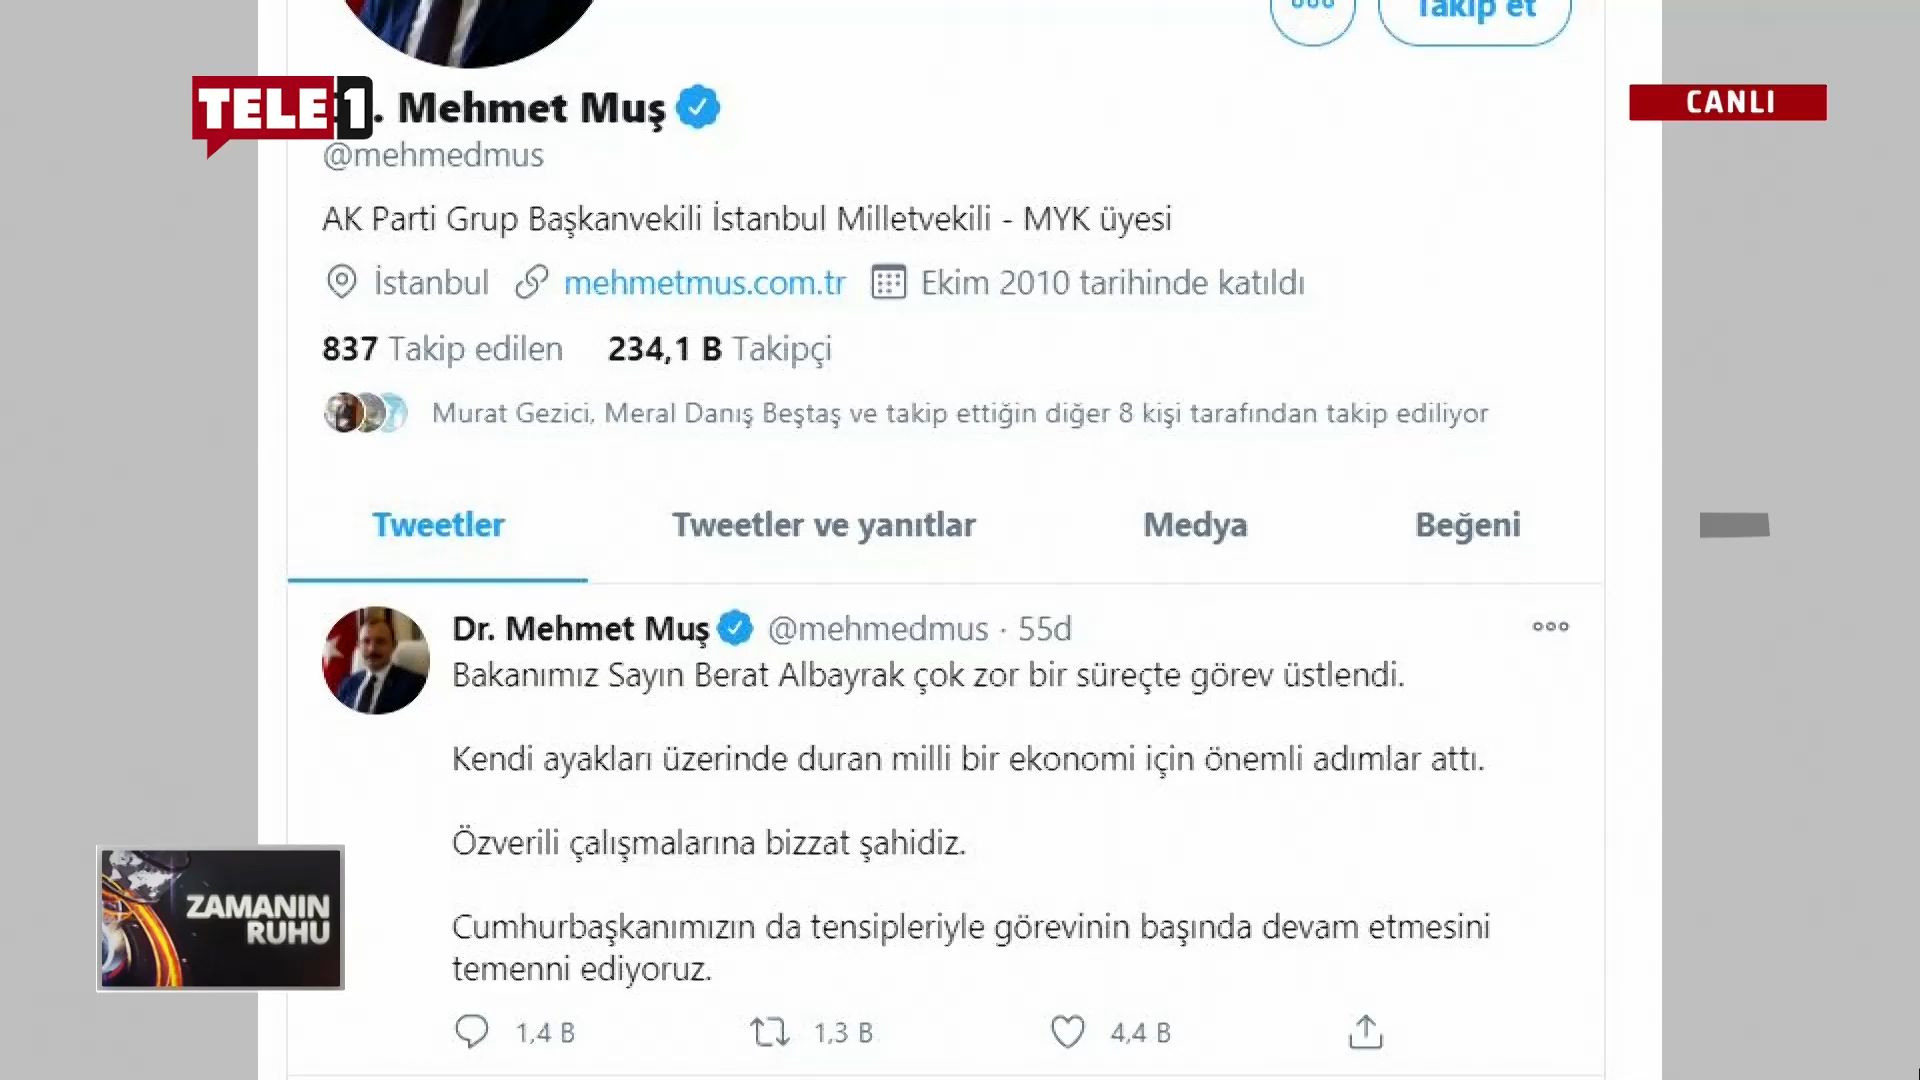 Takip et
TELE1
. Mehmet Muş
CANLI
@mehmedmus
AK Parti Grup Başkanvekili İstanbul Milletvekili - MYK üyesi
İstanbul mehmetmus.com.tr Ekim 2010 tarihinde katıldı
837 Takip edilen 234,1 B Takipçi
Murat Gezici, Meral Danış Beştaş ve takip ettiğin diğer 8 kişi tarafından takip ediliyor
Tweetler Tweetler ve yanıtlar Medya Beğeni
Dr. Mehmet Muş @mehmedmus · 55d
Bakanımız Sayın Berat Albayrak çok zor bir süreçte görev üstlendi.
Kendi ayakları üzerinde duran milli bir ekonomi için önemli adımlar attı.
Özverili çalışmalarına bizzat şahidiz.
Cumhurbaşkanımızın da tensipleriyle görevinin başında devam etmesini
temenni ediyoruz.
1,4 B 1,3 B 4,4 B
ZAMANIN
RUHU